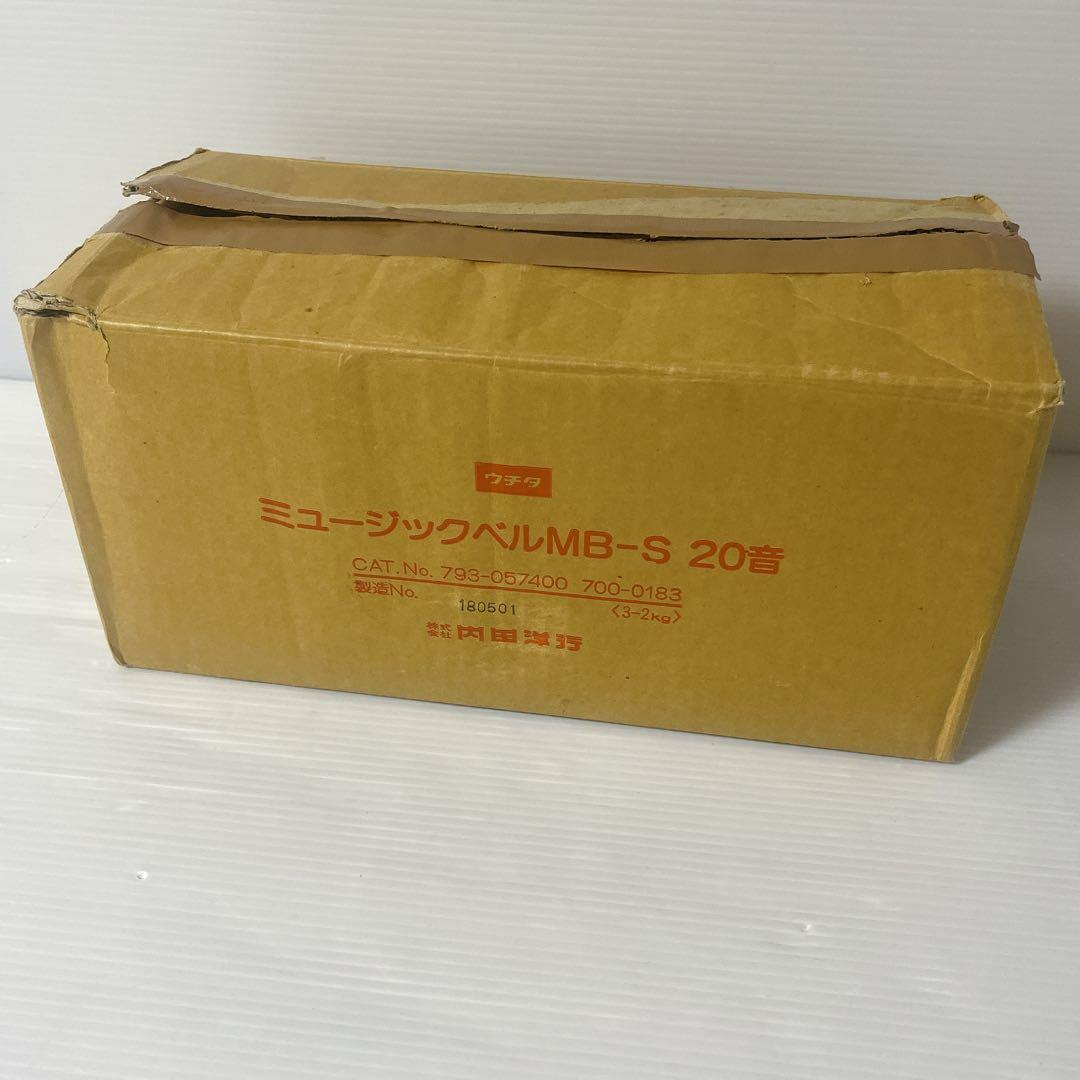 ウチダ
ミュージックベルMB-S 20音
CAT.No. 793-057400 700-0183
製造No. 180501 〈3-2kg〉
株式会社 内田洋行